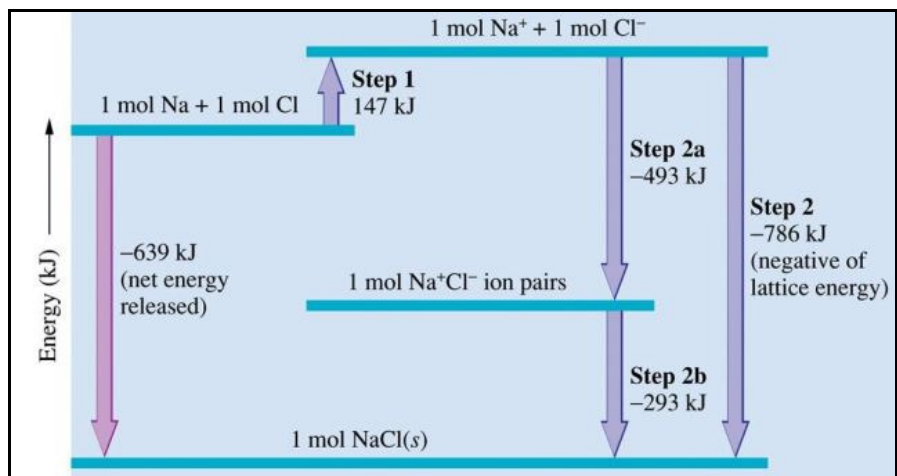 1 mol Na⁺ + 1 mol Cl⁻
Step 1
147 kJ
1 mol Na + 1 mol Cl
Step 2a
−493 kJ
Step 2
−786 kJ
(negative of
lattice energy)
−639 kJ
(net energy
released)
1 mol Na⁺Cl⁻ ion pairs
Step 2b
−293 kJ
1 mol NaCl(s)
Energy (kJ)